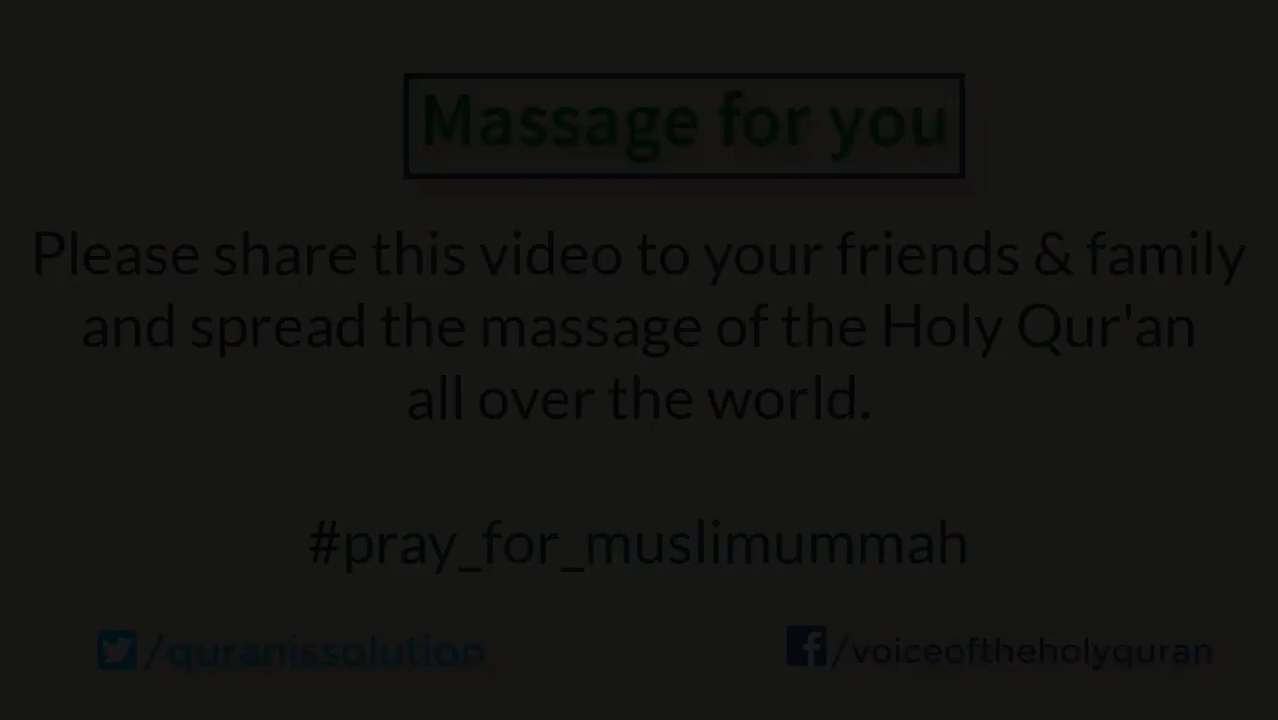 Massage for you
Please share this video to your friends & family
and spread the massage of the Holy Qur'an
all over the world.
#pray_for_muslimummah
/quranissolution
/voiceoftheholyquran